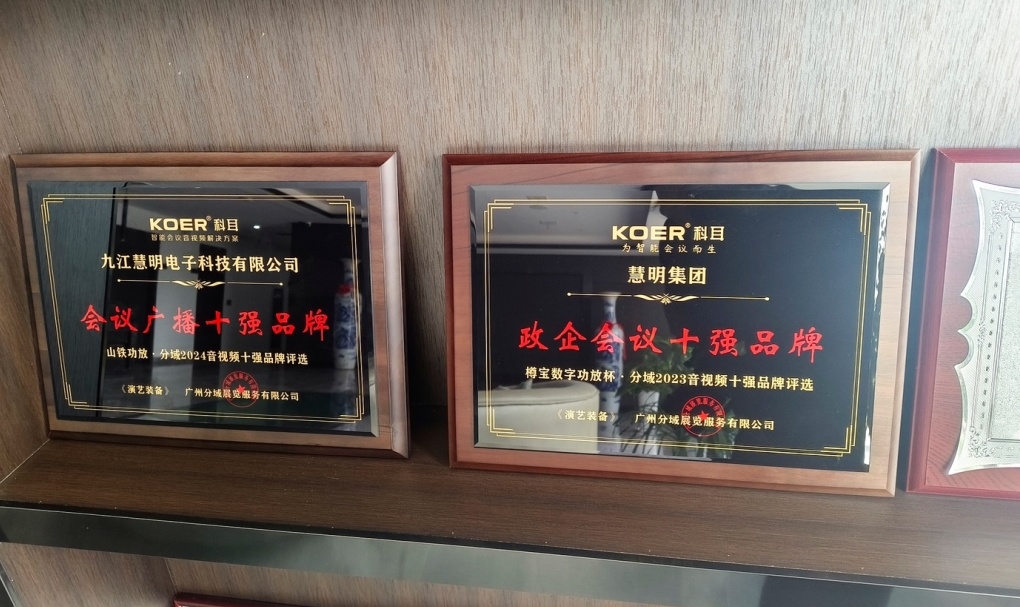 KOER® 科目
智能会议音视频解决方案
九江慧明电子科技有限公司
会议广播十强品牌
山铁功放·分域2024音视频十强品牌评选
《演艺装备》 广州分域展览服务有限公司
KOER® 科目
为智能会议而生
慧明集团
政企会议十强品牌
樽宝数字功放杯·分域2023音视频十强品牌评选
《演艺装备》 广州分域展览服务有限公司